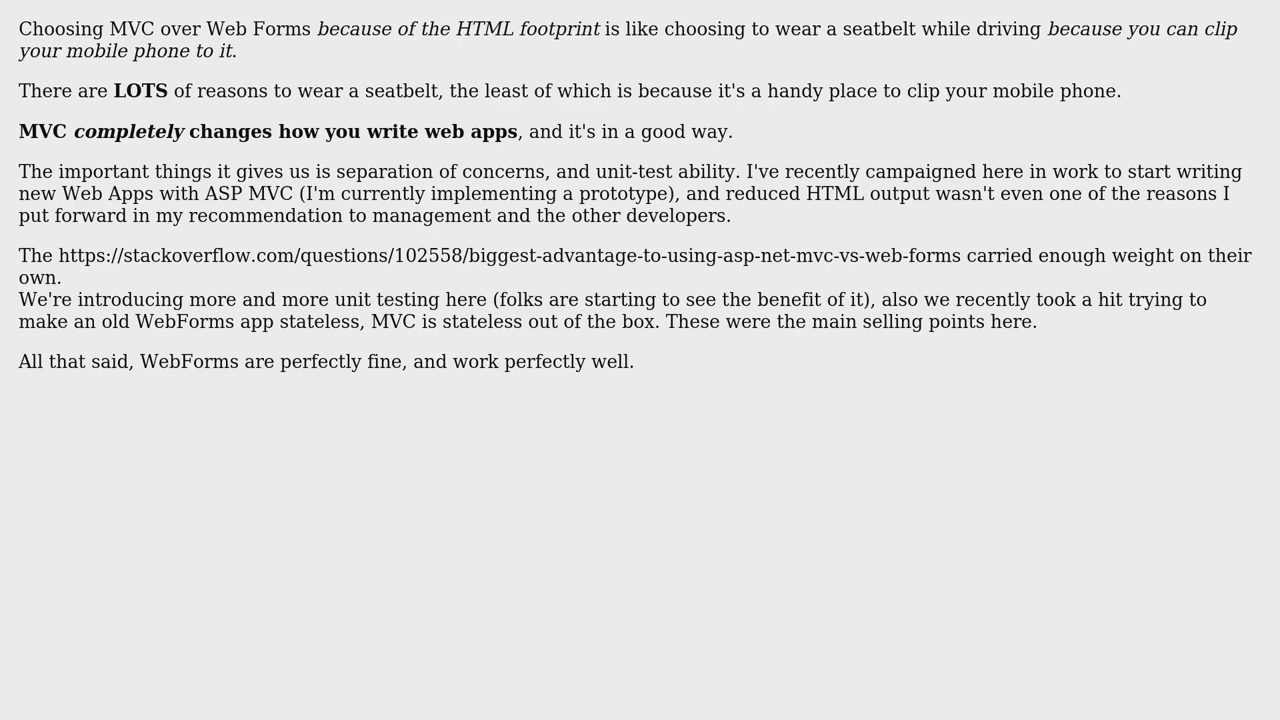 Choosing MVC over Web Forms because of the HTML footprint is like choosing to wear a seatbelt while driving because you can clip
your mobile phone to it.
There are LOTS of reasons to wear a seatbelt, the least of which is because it's a handy place to clip your mobile phone.
MVC completely changes how you write web apps, and it's in a good way.
The important things it gives us is separation of concerns, and unit-test ability. I've recently campaigned here in work to start writing
new Web Apps with ASP MVC (I'm currently implementing a prototype), and reduced HTML output wasn't even one of the reasons I
put forward in my recommendation to management and the other developers.
The https://stackoverflow.com/questions/102558/biggest-advantage-to-using-asp-net-mvc-vs-web-forms carried enough weight on their
own.
We're introducing more and more unit testing here (folks are starting to see the benefit of it), also we recently took a hit trying to
make an old WebForms app stateless, MVC is stateless out of the box. These were the main selling points here.
All that said, WebForms are perfectly fine, and work perfectly well.